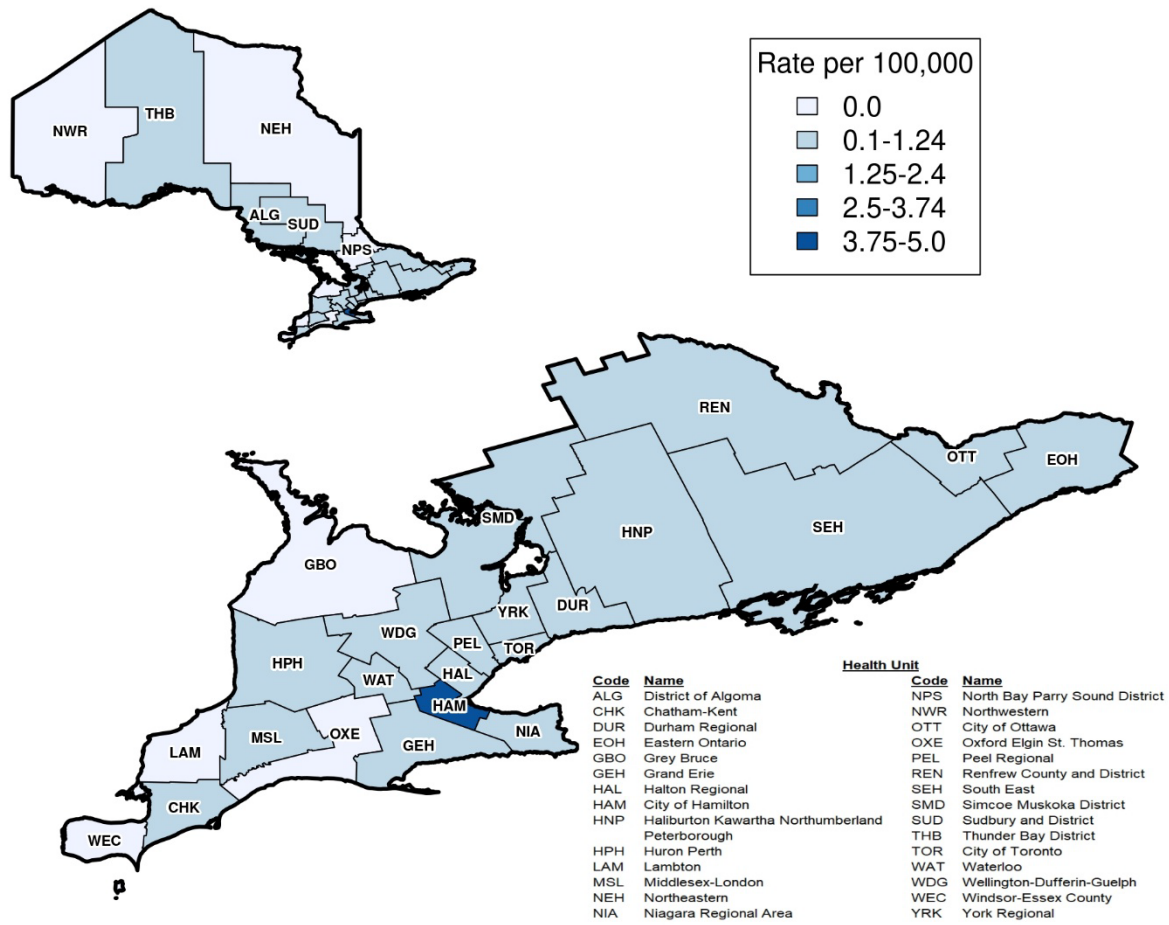 Rate per 100,000
0.0
0.1-1.24
1.25-2.4
2.5-3.74
3.75-5.0
THB
NWR
NEH
ALG
SUD
NPS
REN
OTT
EOH
SMD
SEH
HNP
GBO
YRK
DUR
WDG
PEL
TOR
HPH
HAL
WAT
HAM
NIA
OXE
MSL
GEH
LAM
CHK
WEC
Health Unit
Code Name
ALG District of Algoma
CHK Chatham-Kent
DUR Durham Regional
EOH Eastern Ontario
GBO Grey Bruce
GEH Grand Erie
HAL Halton Regional
HAM City of Hamilton
HNP Haliburton Kawartha Northumberland
Peterborough
HPH Huron Perth
LAM Lambton
MSL Middlesex-London
NEH Northeastern
NIA Niagara Regional Area
Code Name
NPS North Bay Parry Sound District
NWR Northwestern
OTT City of Ottawa
OXE Oxford Elgin St. Thomas
PEL Peel Regional
REN Renfrew County and District
SEH South East
SMD Simcoe Muskoka District
SUD Sudbury and District
THB Thunder Bay District
TOR City of Toronto
WAT Waterloo
WDG Wellington-Dufferin-Guelph
WEC Windsor-Essex County
YRK York Regional